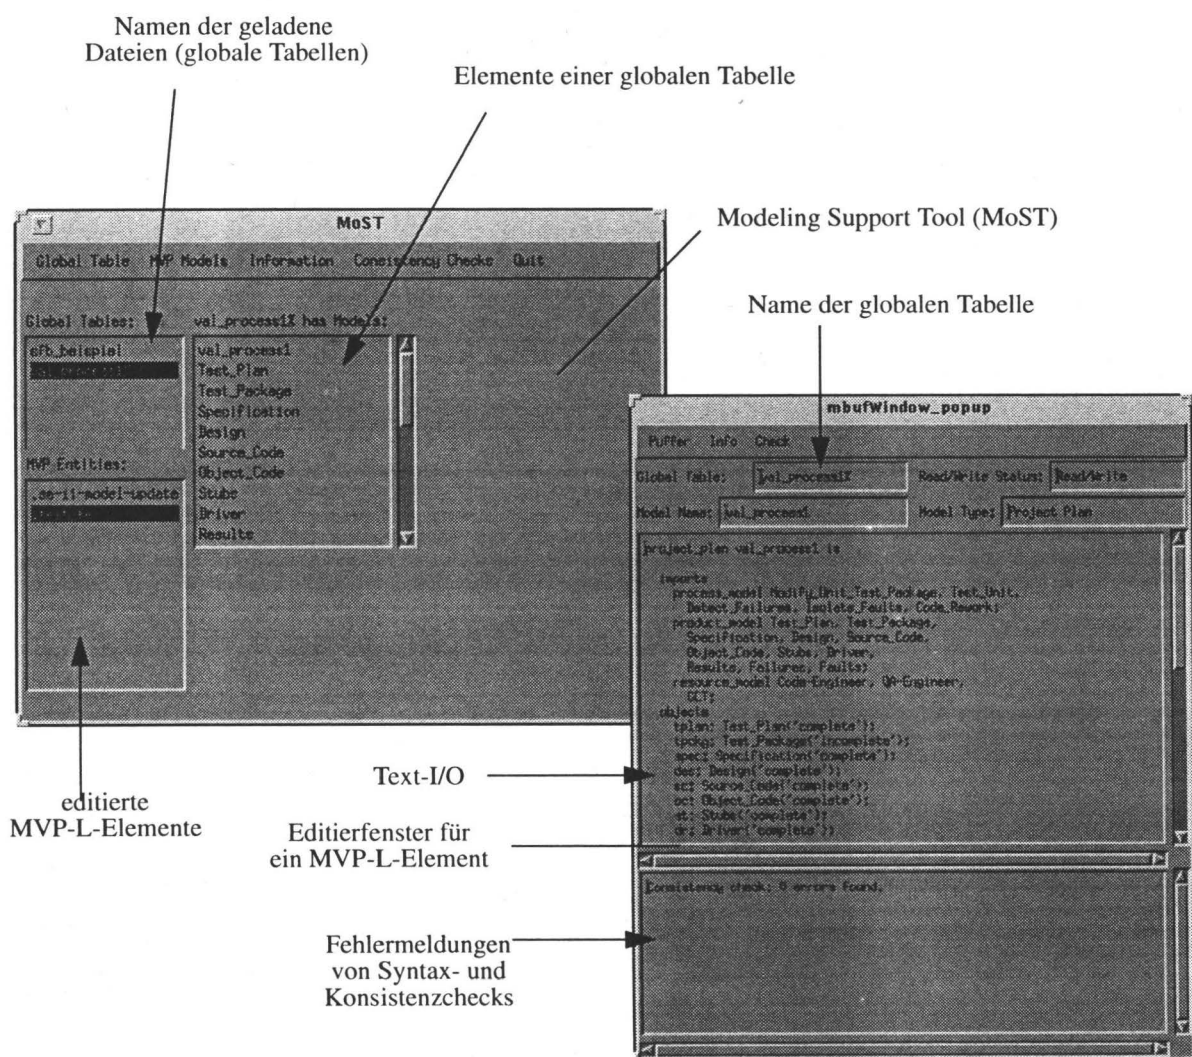 Namen der geladene
Dateien (globale Tabellen)
Elemente einer globalen Tabelle
Modeling Support Tool (MoST)
Name der globalen Tabelle
MoST
Global Table MVP Models Information Consistency Checks Quit
Global Tables:
sfb_beispiel
val_process1% has Models:
val_process1
Test_Plan
Test_Package
Specification
Design
Source_Code
Object_Code
Stubs
Driver
Results
MVP Entities:
.se-i1-model-update
mbufWindow_popup
Puffer Info Check
Global Table: val_process1% Read/Write Status: Read/Write
Model Name: val_process1 Model Type: Project Plan
project_plan val_process1 is
imports
process_model Modify_Unit_Test_Package, Test_Unit,
Detect_Failures, Isolate_Faults, Code_Rework;
product_model Test_Plan, Test_Package,
Specification, Design, Source_Code,
Object_Code, Stubs, Driver,
Results, Failures, Faults;
resource_model Code-Engineer, QA-Engineer,
GCT;
objects
tplan: Test_Plan('complete');
tpckg: Test_Package('incomplete');
spec: Specification('complete');
des: Design('complete');
sc: Source_Code('complete');
oc: Object_Code('complete');
st: Stubs('complete');
dr: Driver('complete');
Consistency check: 0 errors found.
editierte
MVP-L-Elemente
Text-I/O
Editierfenster für
ein MVP-L-Element
Fehlermeldungen
von Syntax- und
Konsistenzchecks